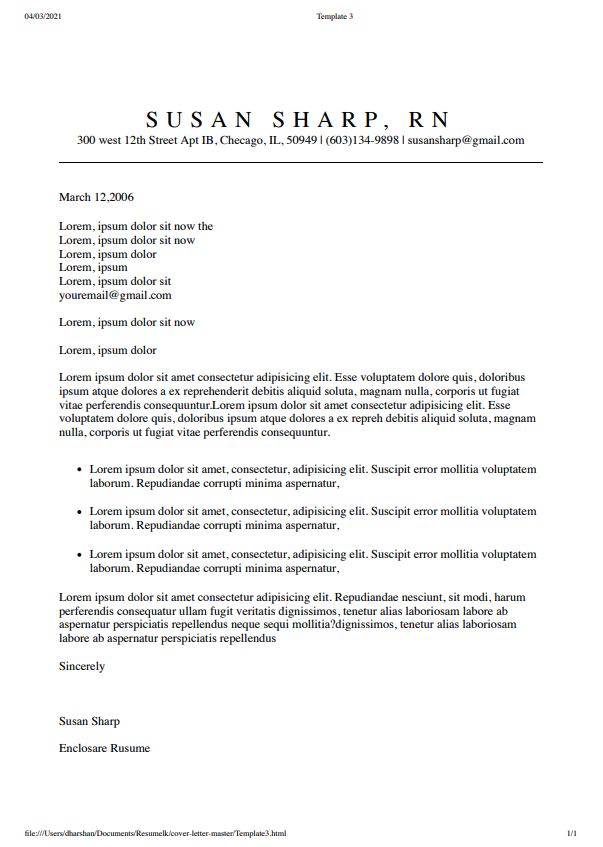 04/03/2021 Template 3
SUSAN SHARP, RN
300 west 12th Street Apt IB, Checago, IL, 50949 | (603)134-9898 | susansharp@gmail.com
March 12,2006
Lorem, ipsum dolor sit now the
Lorem, ipsum dolor sit now
Lorem, ipsum dolor
Lorem, ipsum
Lorem, ipsum dolor sit
youremail@gmail.com
Lorem, ipsum dolor sit now
Lorem, ipsum dolor
Lorem ipsum dolor sit amet consectetur adipisicing elit. Esse voluptatem dolore quis, doloribus
ipsum atque dolores a ex reprehenderit debitis aliquid soluta, magnam nulla, corporis ut fugiat
vitae perferendis consequuntur.Lorem ipsum dolor sit amet consectetur adipisicing elit. Esse
voluptatem dolore quis, doloribus ipsum atque dolores a ex repreh debitis aliquid soluta, magnam
nulla, corporis ut fugiat vitae perferendis consequuntur.
• Lorem ipsum dolor sit amet, consectetur, adipisicing elit. Suscipit error mollitia voluptatem
laborum. Repudiandae corrupti minima aspernatur,
• Lorem ipsum dolor sit amet, consectetur, adipisicing elit. Suscipit error mollitia voluptatem
laborum. Repudiandae corrupti minima aspernatur,
• Lorem ipsum dolor sit amet, consectetur, adipisicing elit. Suscipit error mollitia voluptatem
laborum. Repudiandae corrupti minima aspernatur,
Lorem ipsum dolor sit amet consectetur adipisicing elit. Repudiandae nesciunt, sit modi, harum
perferendis consequatur ullam fugit veritatis dignissimos, tenetur alias laboriosam labore ab
aspernatur perspiciatis repellendus neque sequi mollitia?dignissimos, tenetur alias laboriosam
labore ab aspernatur perspiciatis repellendus
Sincerely
Susan Sharp
Enclosare Rusume
file:///Users/dharshan/Documents/Resumelk/cover-letter-master/Template3.html 1/1